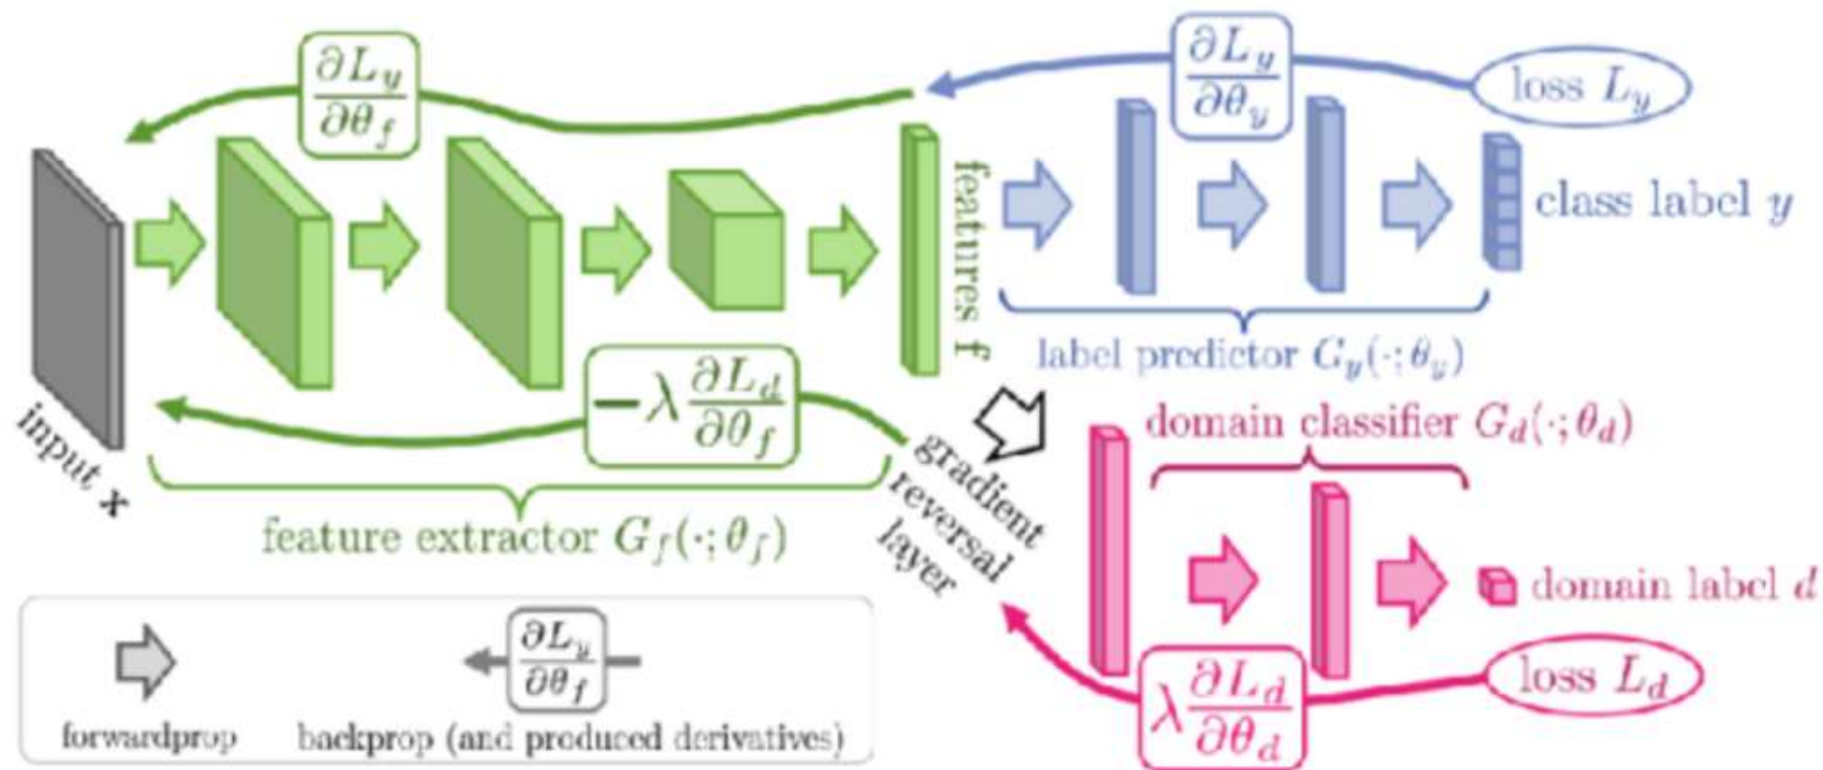 ∂L_y
∂θ_f
∂L_y
∂θ_y
loss L_y
features f
class label y
label predictor G_y(·; θ_y)
−λ ∂L_d
∂θ_f
input x
feature extractor G_f(·; θ_f)
gradient
reversal
layer
domain classifier G_d(·; θ_d)
domain label d
loss L_d
λ ∂L_d
∂θ_d
∂L_y
∂θ_f
forwardprop
backprop (and produced derivatives)